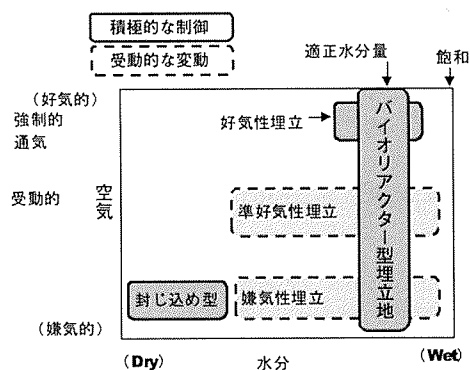 積極的な制御
受動的な変動
適正水分量
飽和
（好気的）
強制的
通気
好気性埋立
バイオリアクター型埋立地
受動的
空気
準好気性埋立
封じ込め型
嫌気性埋立
（嫌気的）
（Dry）
水分
（Wet）